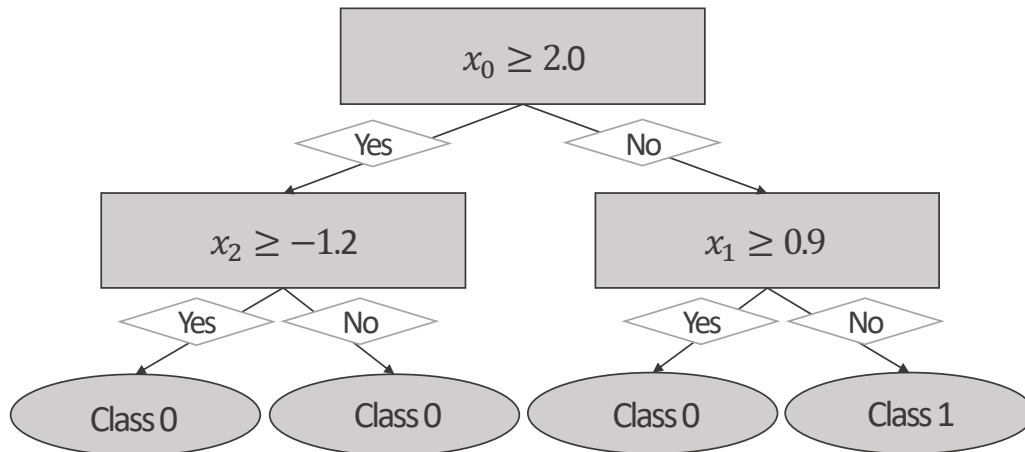 x₀ ≥ 2.0
Yes
No
x₂ ≥ −1.2
x₁ ≥ 0.9
Yes
No
Yes
No
Class 0
Class 0
Class 0
Class 1